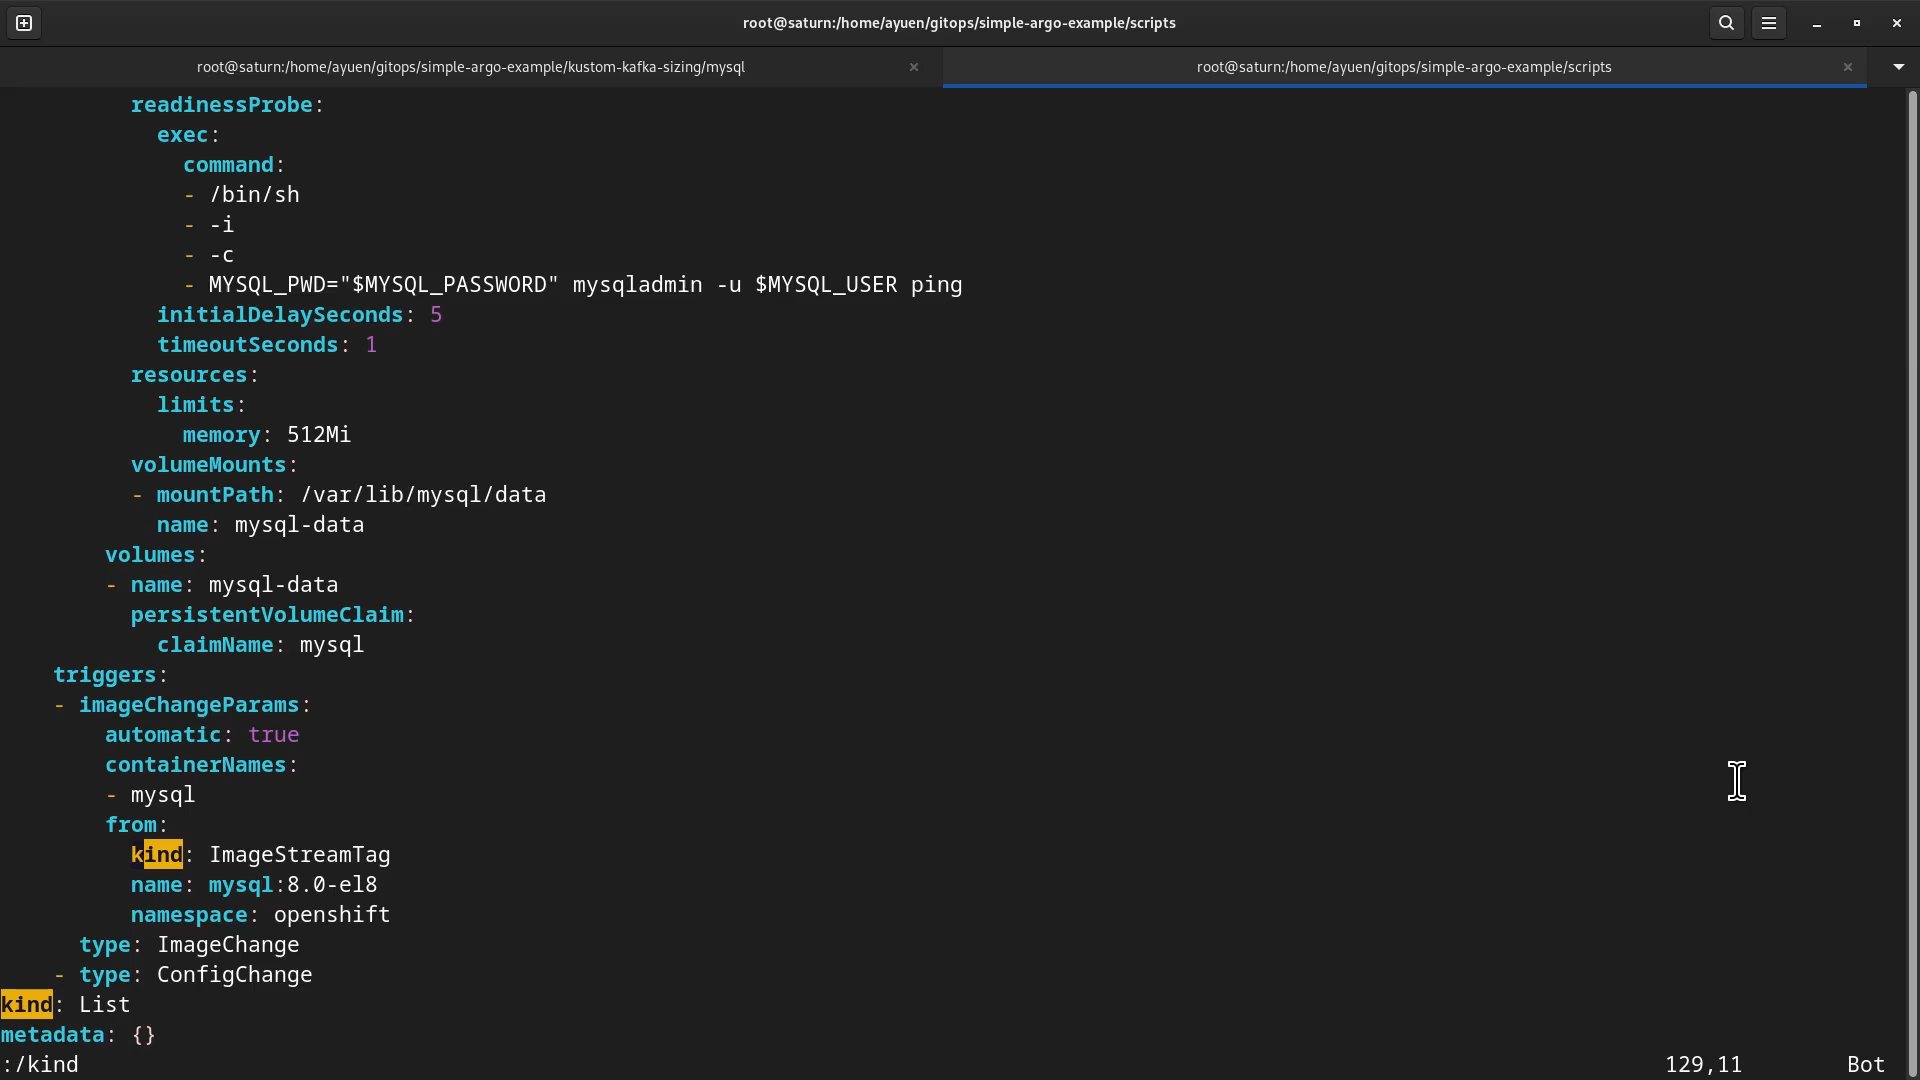 root@saturn:/home/ayuen/gitops/simple-argo-example/scripts
root@saturn:/home/ayuen/gitops/simple-argo-example/kustom-kafka-sizing/mysql
root@saturn:/home/ayuen/gitops/simple-argo-example/scripts
readinessProbe:
exec:
command:
- /bin/sh
- -i
- -c
- MYSQL_PWD="$MYSQL_PASSWORD" mysqladmin -u $MYSQL_USER ping
initialDelaySeconds: 5
timeoutSeconds: 1
resources:
limits:
memory: 512Mi
volumeMounts:
- mountPath: /var/lib/mysql/data
name: mysql-data
volumes:
- name: mysql-data
persistentVolumeClaim:
claimName: mysql
triggers:
- imageChangeParams:
automatic: true
containerNames:
- mysql
from:
kind: ImageStreamTag
name: mysql:8.0-el8
namespace: openshift
type: ImageChange
- type: ConfigChange
kind: List
metadata: {}
:/kind 129,11 Bot